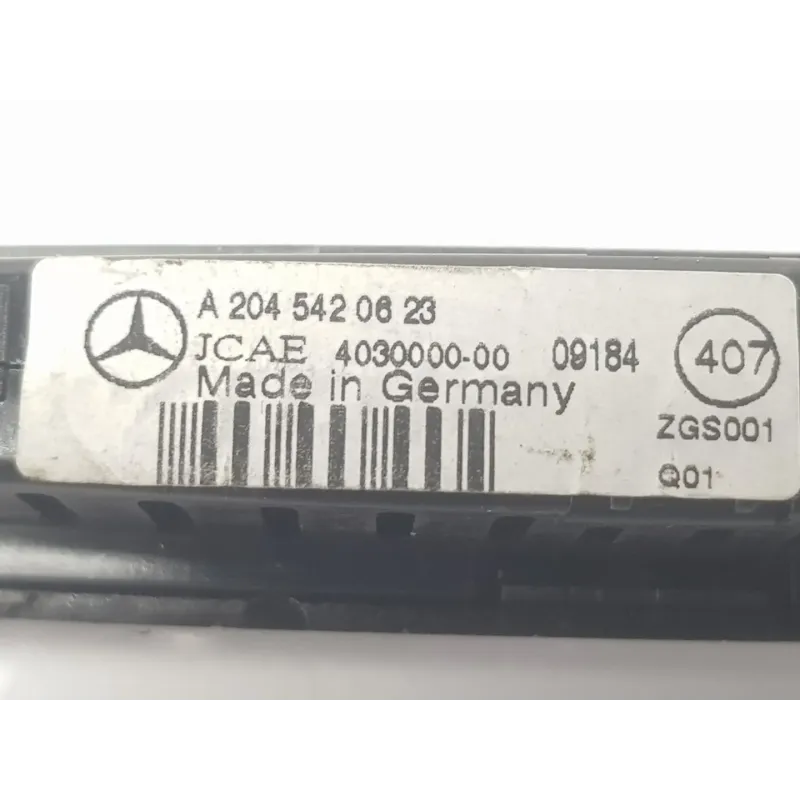 A 204 542 06 23
JCAE 4030000-00 09184
407
Made in Germany
ZGS001
Q01